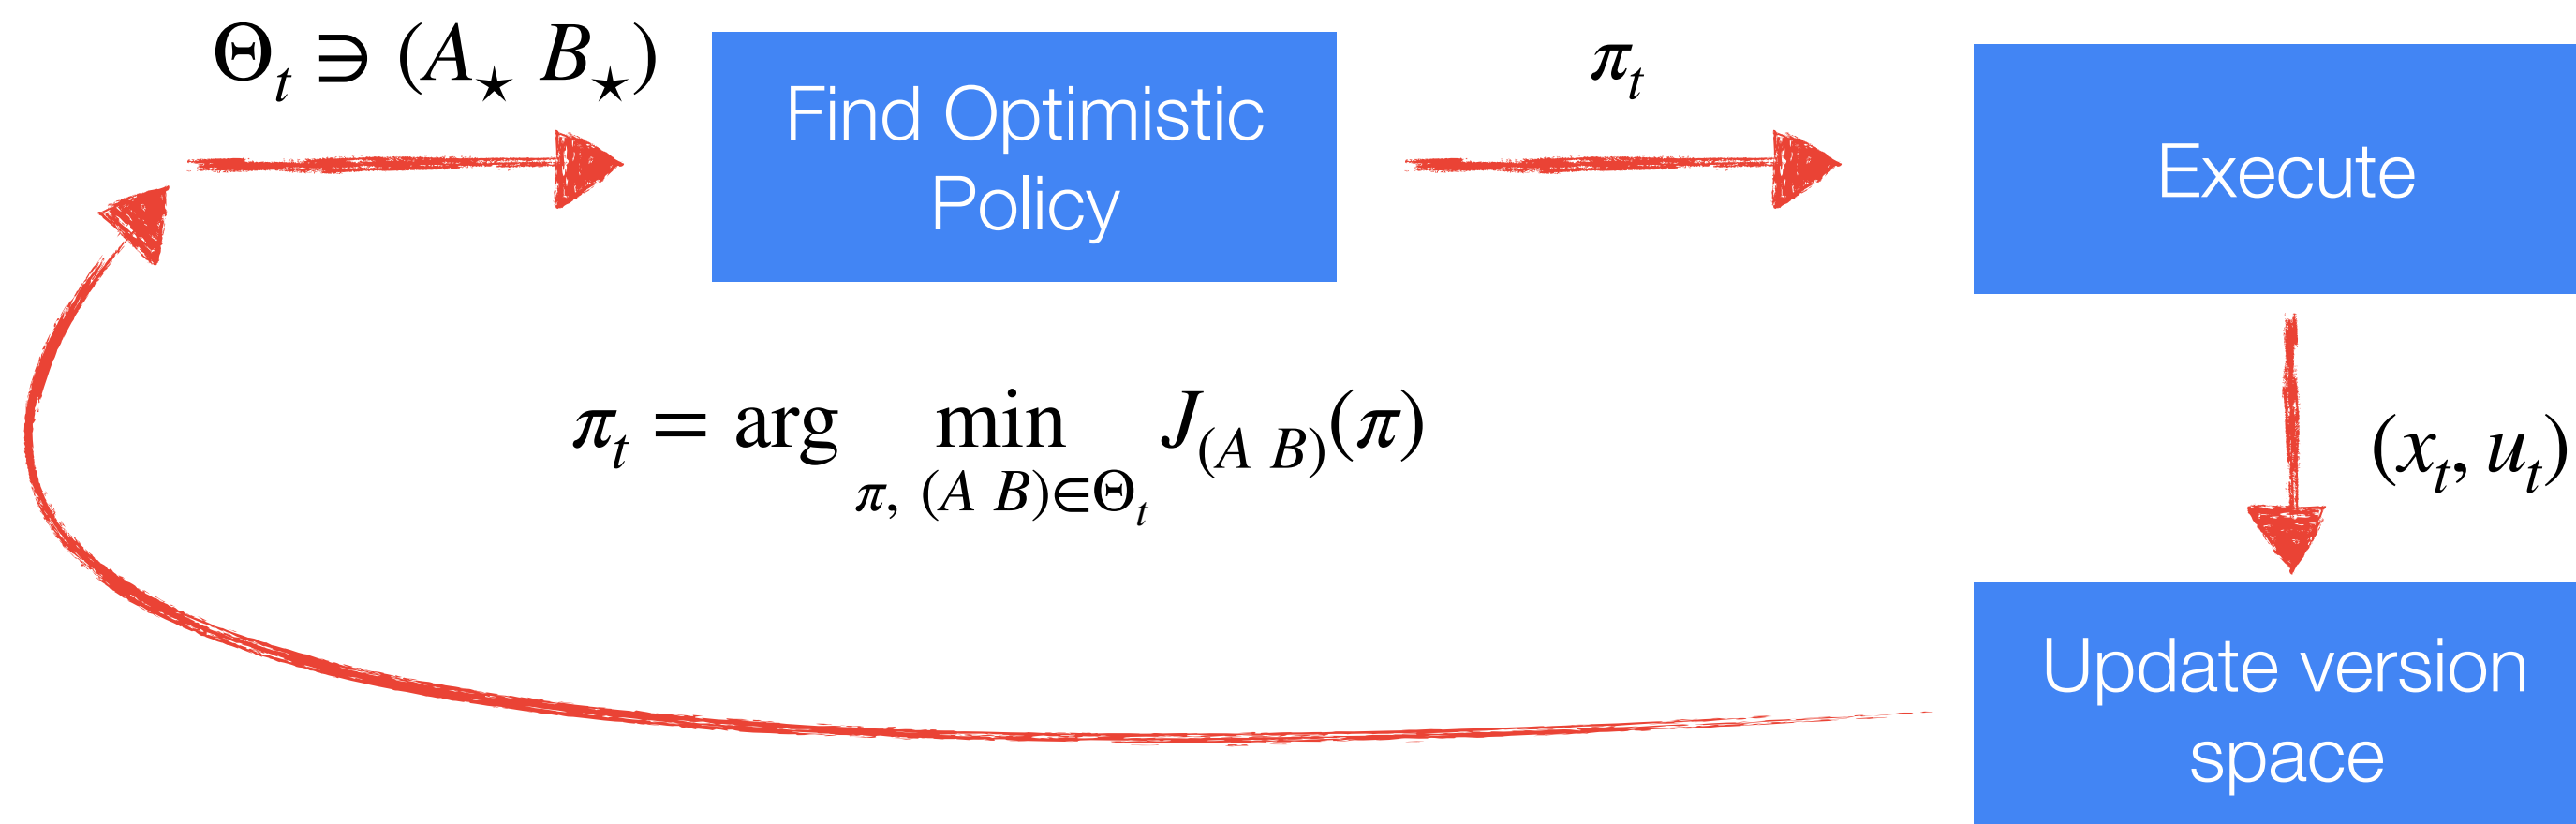 Θ_t ∋ (A_★ B_★)
Find Optimistic
Policy
π_t
Execute
π_t = arg min_{π, (A B)∈Θ_t} J_{(A B)}(π)
(x_t, u_t)
Update version
space